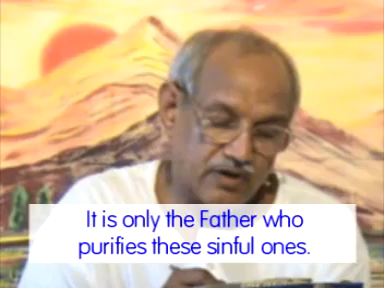 It is only the Father who
purifies these sinful ones.